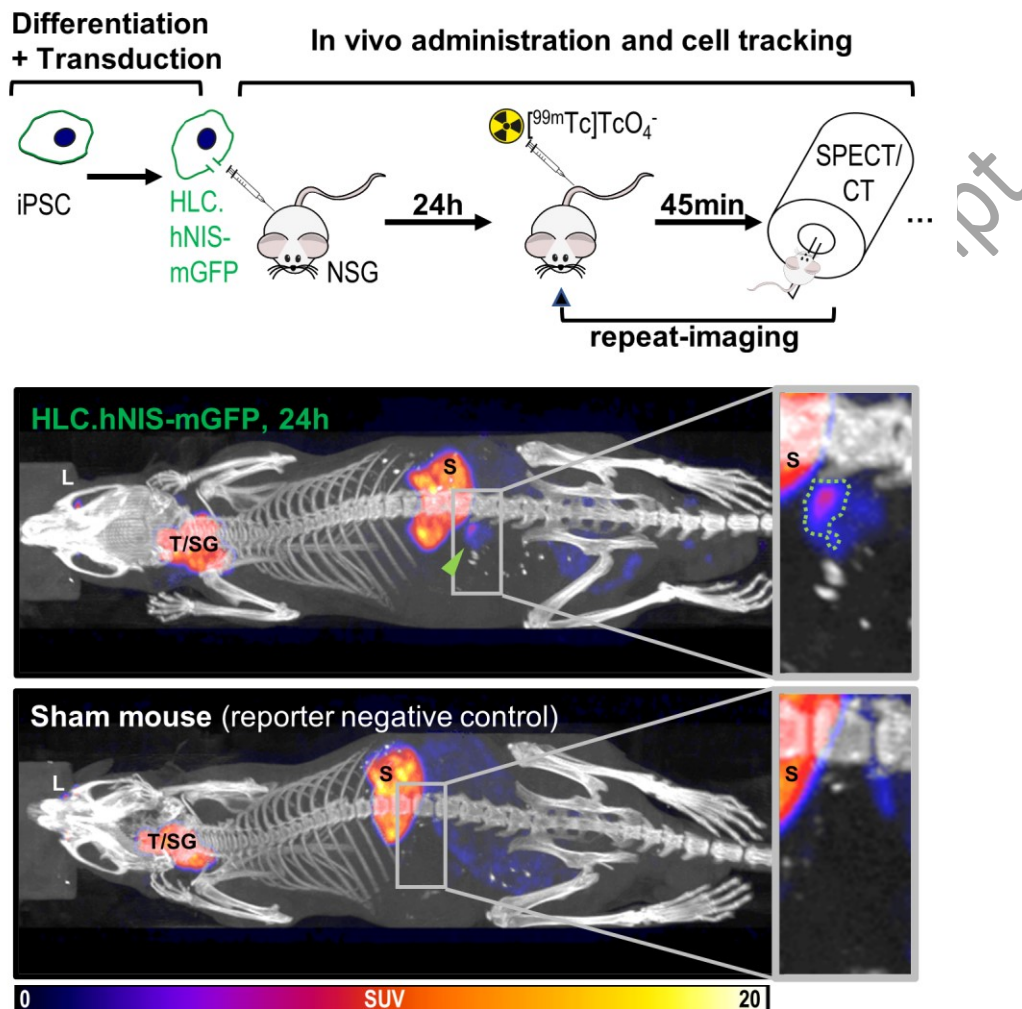 Differentiation
+ Transduction
In vivo administration and cell tracking
[⁹⁹ᵐTc]TcO₄⁻
SPECT/
CT
iPSC
HLC.
hNIS-
mGFP
NSG
24h
45min
...
repeat-imaging
pt
HLC.hNIS-mGFP, 24h
L
T/SG
S
S
Sham mouse (reporter negative control)
L
T/SG
S
S
0 SUV 20